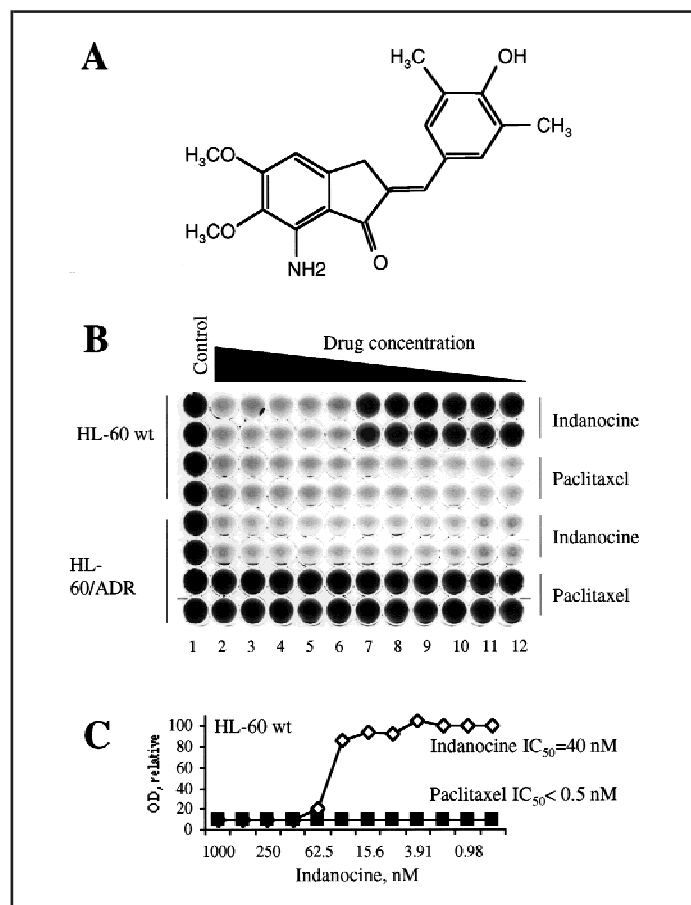 A
H₃C
OH
CH₃
H₃CO
H₃CO
NH2
O
B
Control
Drug concentration
HL-60 wt
Indanocine
Paclitaxel
HL-
60/ADR
Indanocine
Paclitaxel
1 2 3 4 5 6 7 8 9 10 11 12
C
OD, relative
100
80
60
40
20
0
HL-60 wt
Indanocine IC₅₀=40 nM
Paclitaxel IC₅₀< 0.5 nM
1000 250 62.5 15.6 3.91 0.98
Indanocine, nM